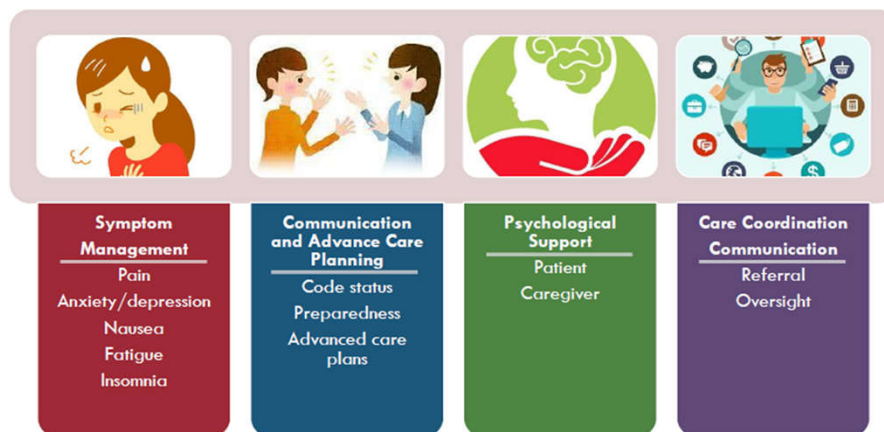 Symptom
Management
Pain
Anxiety/depression
Nausea
Fatigue
Insomnia
Communication
and Advance Care
Planning
Code status
Preparedness
Advanced care
plans
Psychological
Support
Patient
Caregiver
Care Coordination
Communication
Referral
Oversight